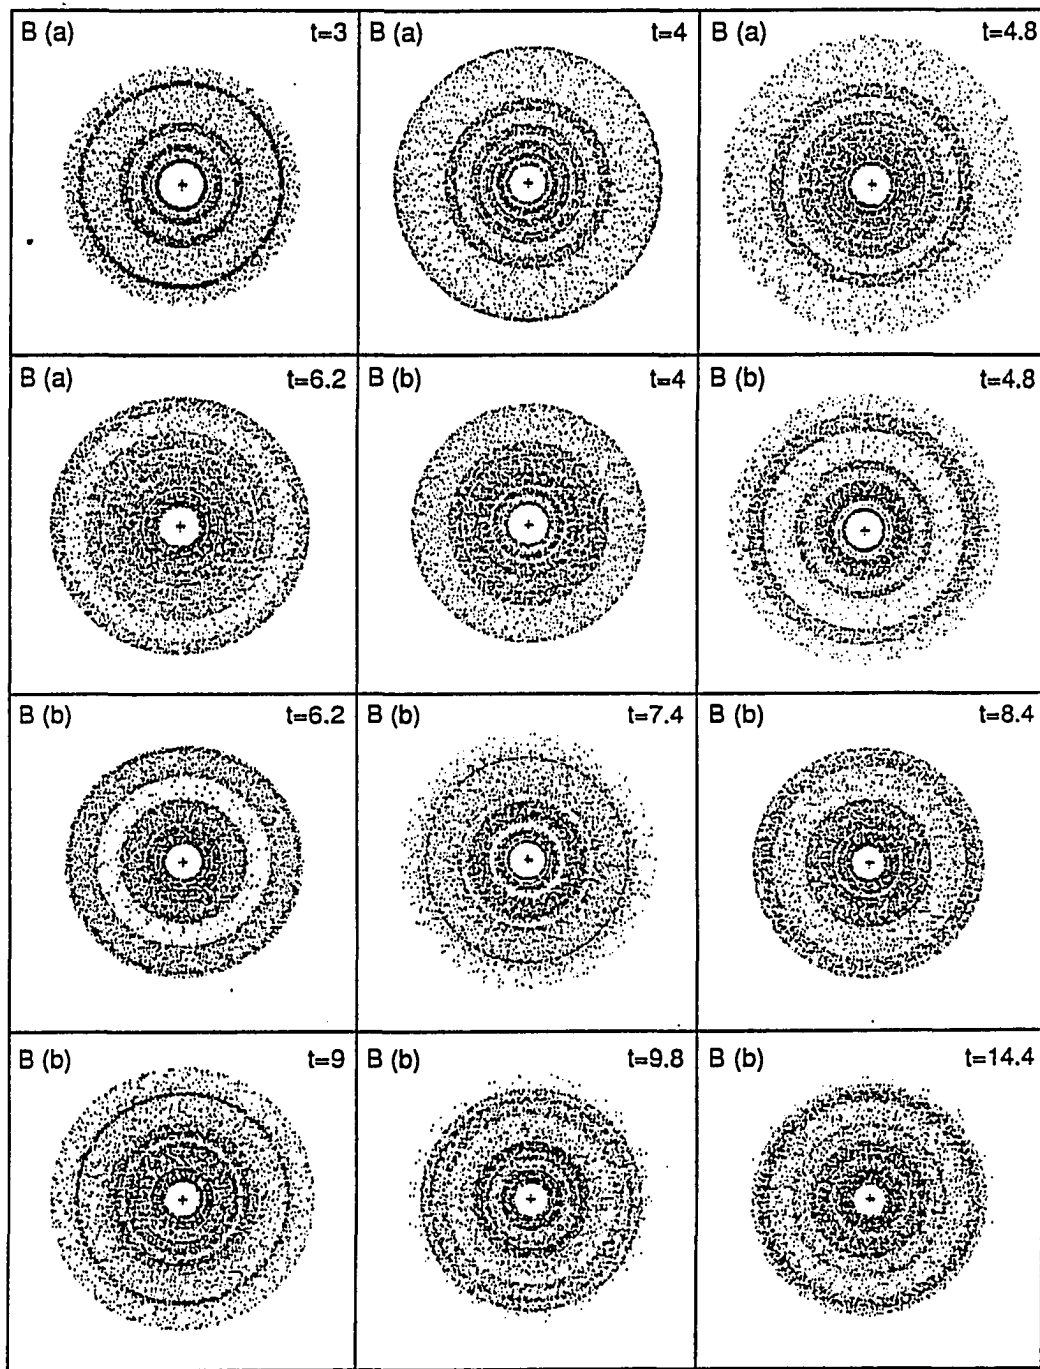 B (a) t=3
B (a) t=4
B (a) t=4.8
B (a) t=6.2
B (b) t=4
B (b) t=4.8
B (b) t=6.2
B (b) t=7.4
B (b) t=8.4
B (b) t=9
B (b) t=9.8
B (b) t=14.4